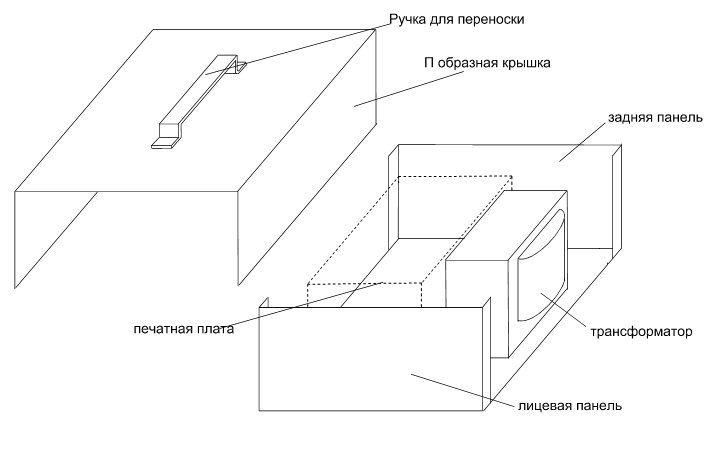 Ручка для переноски
П образная крышка
задняя панель
печатная плата
трансформатор
лицевая панель